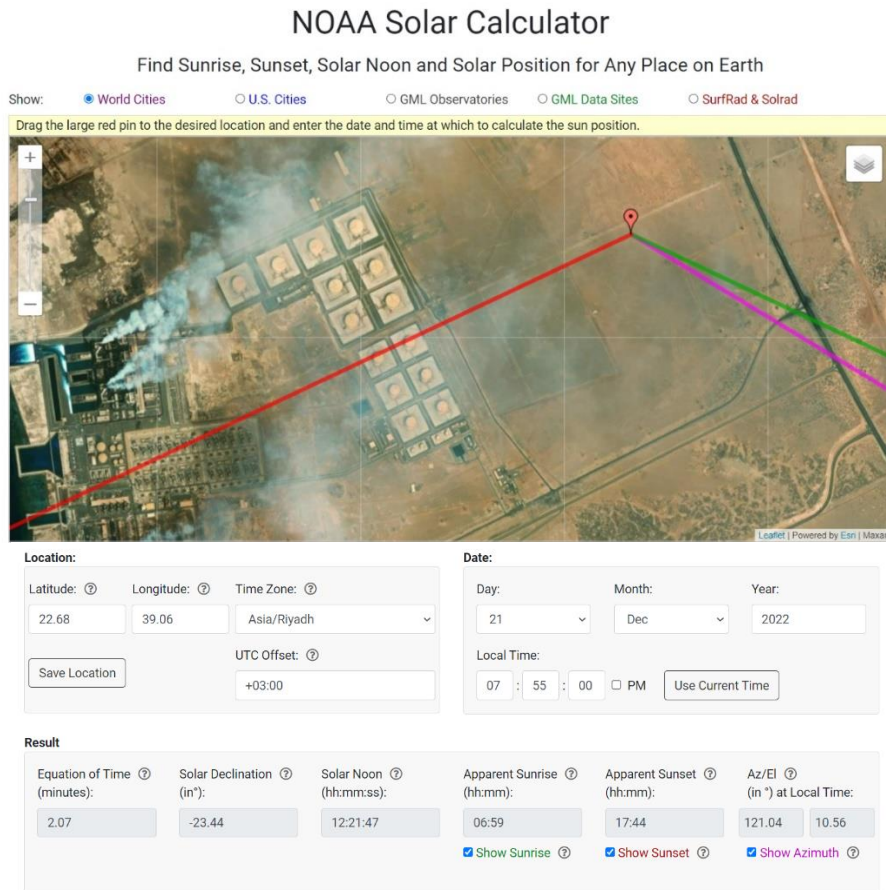 NOAA Solar Calculator
Find Sunrise, Sunset, Solar Noon and Solar Position for Any Place on Earth
Show: World Cities U.S. Cities GML Observatories GML Data Sites SurfRad & Solrad
Drag the large red pin to the desired location and enter the date and time at which to calculate the sun position.
+
−
Leaflet | Powered by Esri | Maxar
Location:
Latitude: ? Longitude: ? Time Zone: ?
22.68 39.06 Asia/Riyadh
UTC Offset: ?
Save Location
+03:00
Date:
Day: Month: Year:
21 Dec 2022
Local Time:
07 : 55 : 00 PM Use Current Time
Result
Equation of Time ? Solar Declination ? Solar Noon ? Apparent Sunrise ? Apparent Sunset ? Az/El ?
(minutes): (in°): (hh:mm:ss): (hh:mm): (hh:mm): (in °) at Local Time:
2.07 -23.44 12:21:47 06:59 17:44 121.04 10.56
Show Sunrise ? Show Sunset ? Show Azimuth ?